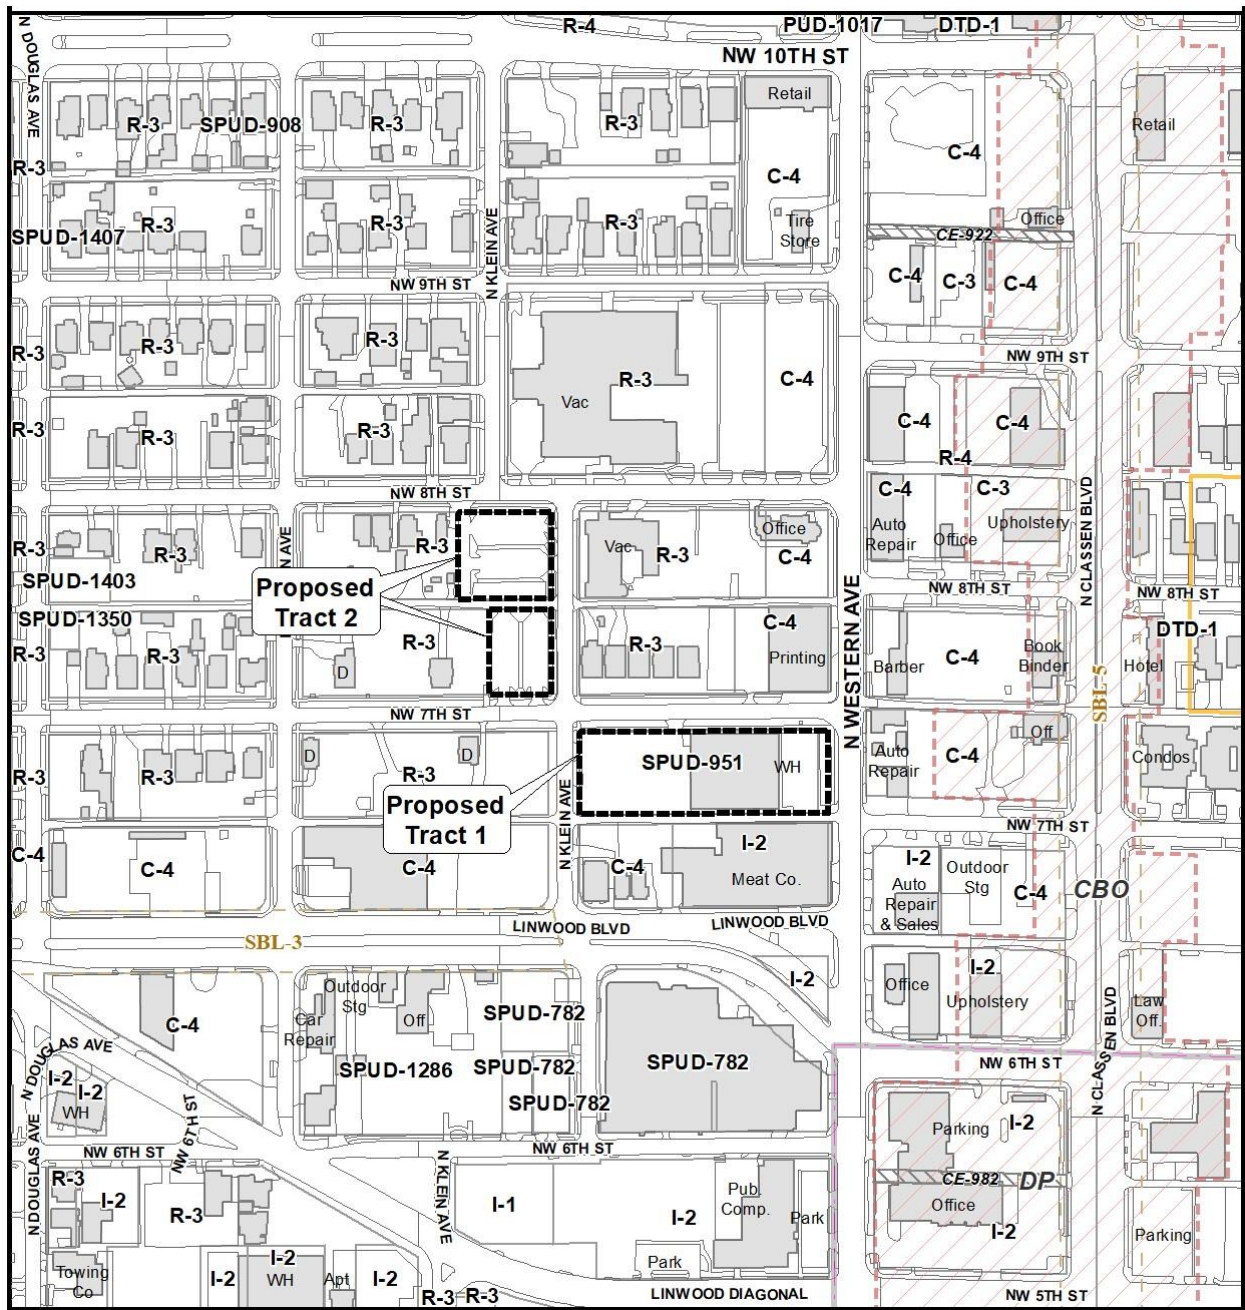 R-4
PUD-1017
DTD-1
N DOUGLAS AVE
NW 10TH ST
Retail
R-3
SPUD-908
R-3
R-3
C-4
Retail
R-3
C-4
R-3
SPUD-1407
R-3
R-3
Tire
Store
Office
CE-922
N KLEIN AVE
NW 9TH ST
C-4
C-3
C-4
R-3
R-3
R-3
NW 9TH ST
R-3
C-4
Vac
R-3
R-3
R-3
C-4
C-4
R-4
NW 8TH ST
C-4
C-3
N CLASSEN BLVD
Auto
Repair
Office
Upholstery
Office
Vac
R-3
C-4
R-3
R-3
R-3
SPUD-1403
N AVE
Proposed
Tract 2
NW 8TH ST
NW 8TH ST
SPUD-1350
R-3
R-3
R-3
D
R-3
C-4
Printing
N WESTERN AVE
Barber
C-4
Book
Binder
DTD-1
Hotel
SBL-5
NW 7TH ST
R-3
R-3
D
D
R-3
SPUD-951
WH
Auto
Repair
C-4
Off
Condos
Proposed
Tract 1
N KLEIN AVE
NW 7TH ST
C-4
C-4
C-4
C-4
I-2
Meat Co.
I-2
Auto
Repair
& Sales
Outdoor
Stg
C-4
CBO
LINWOOD BLVD
LINWOOD BLVD
SBL-3
I-2
Office
I-2
Upholstery
Law
Off.
C-4
Outdoor
Stg
Car
Repair
Off
SPUD-782
SPUD-1286
SPUD-782
SPUD-782
SPUD-782
N DOUGLAS AVE
I-2
I-2
WH
NW 6TH ST
N CLASSEN BLVD
NW 6TH ST
NW 6TH ST
NW 6TH ST
N DOUGLAS AVE
Parking
I-2
CE-982
DP
Office
I-2
Parking
R-3
I-2
R-3
N KLEIN AVE
I-1
I-2
Pub.
Comp.
Park
Park
Towing
Co
I-2
I-2
WH
Apt
I-2
R-3
R-3
LINWOOD DIAGONAL
NW 5TH ST